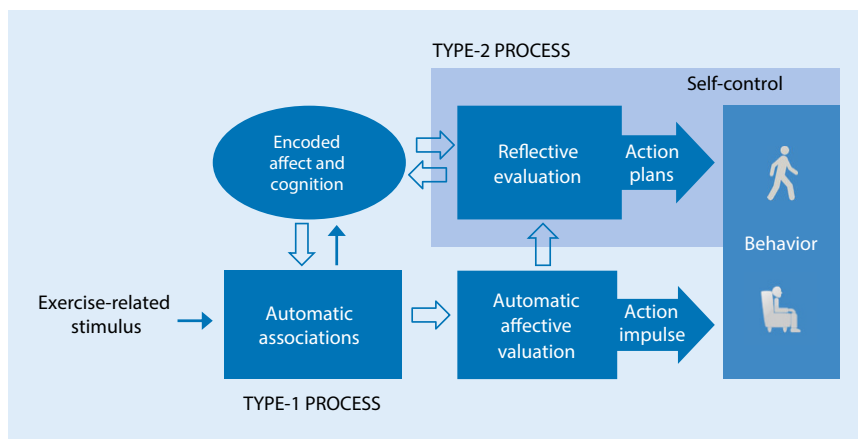 TYPE-2 PROCESS
Self-control
Encoded
affect and
cognition
Reflective
evaluation
Action
plans
Behavior
Exercise-related
stimulus
Automatic
associations
Automatic
affective
valuation
Action
impulse
TYPE-1 PROCESS